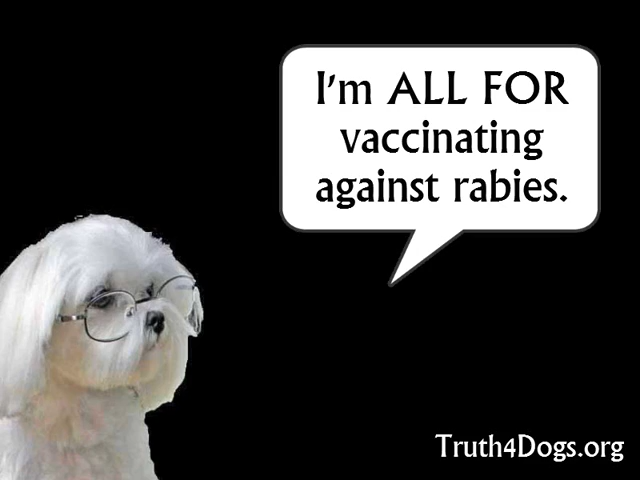 I'm ALL FOR
vaccinating
against rabies.
Truth4Dogs.org